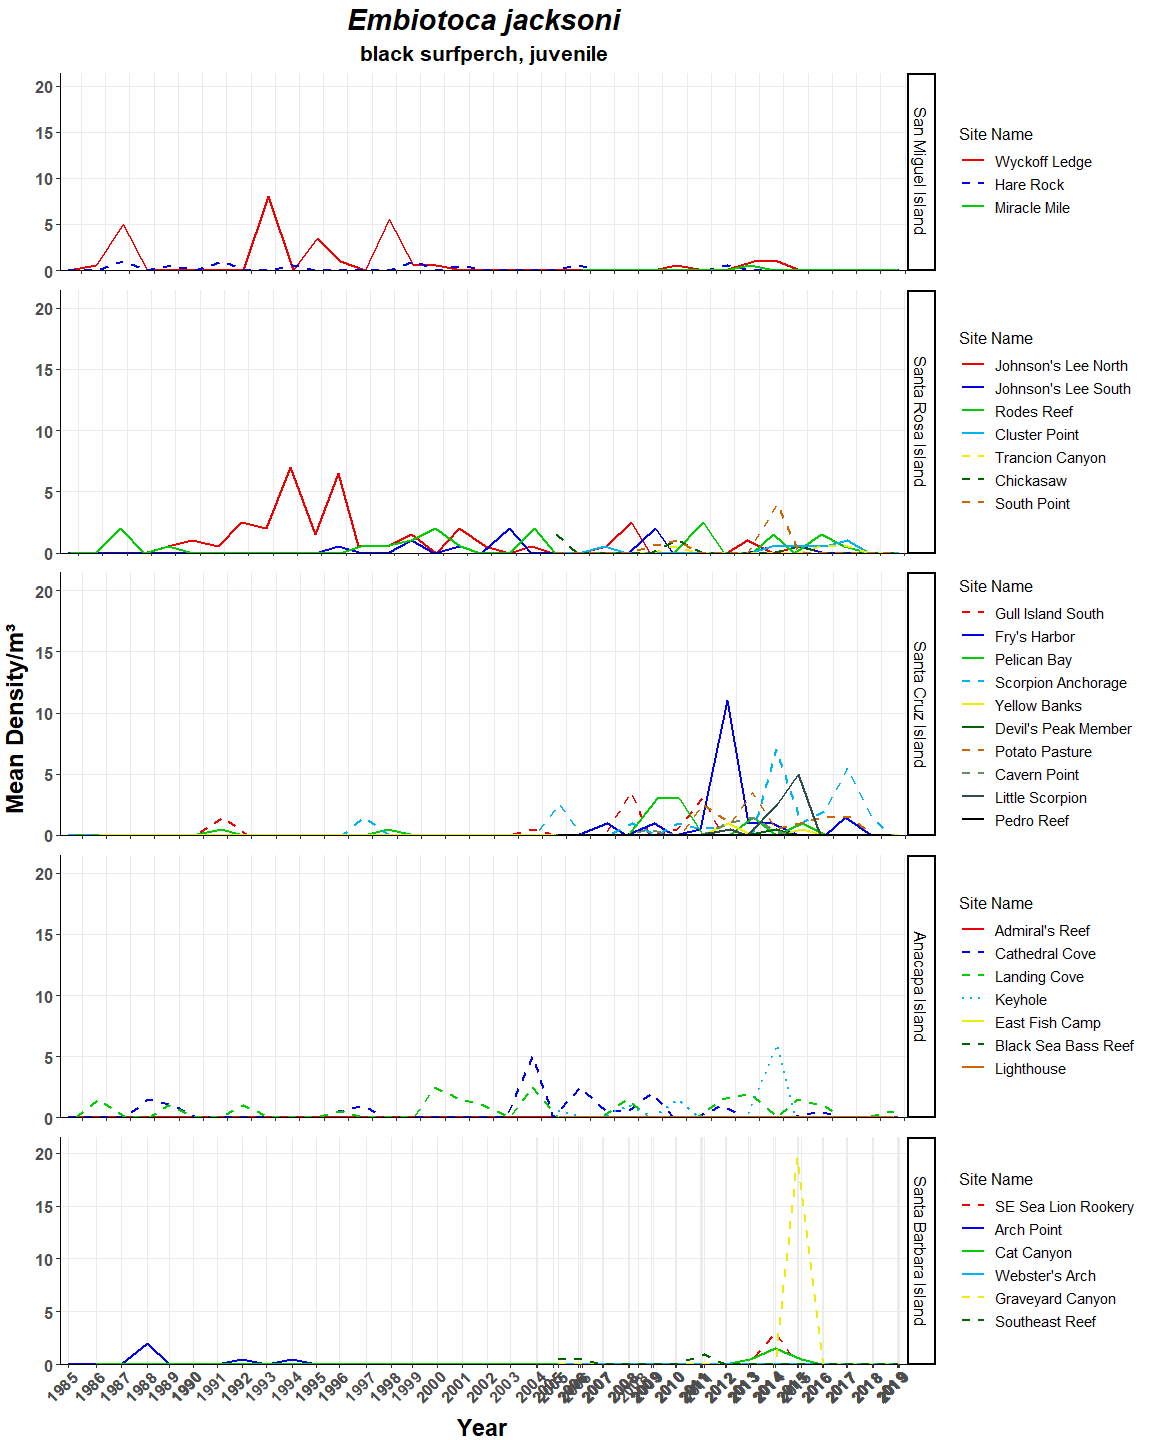 Embiotoca jacksoni
black surfperch, juvenile
Mean Density/m³
20
15
10
5
0
San Miguel Island
Site Name
Wyckoff Ledge
Hare Rock
Miracle Mile
20
15
10
5
0
Santa Rosa Island
Site Name
Johnson's Lee North
Johnson's Lee South
Rodes Reef
Cluster Point
Trancion Canyon
Chickasaw
South Point
20
15
10
5
0
Santa Cruz Island
Site Name
Gull Island South
Fry's Harbor
Pelican Bay
Scorpion Anchorage
Yellow Banks
Devil's Peak Member
Potato Pasture
Cavern Point
Little Scorpion
Pedro Reef
20
15
10
5
0
Anacapa Island
Site Name
Admiral's Reef
Cathedral Cove
Landing Cove
Keyhole
East Fish Camp
Black Sea Bass Reef
Lighthouse
20
15
10
5
0
Santa Barbara Island
Site Name
SE Sea Lion Rookery
Arch Point
Cat Canyon
Webster's Arch
Graveyard Canyon
Southeast Reef
1985 1986 1987 1988 1989 1990 1991 1992 1993 1994 1995 1996 1997 1998 1999 2000 2001 2002 2003 2004 2005 2006 2007 2008 2009 2010 2011 2012 2013 2014 2015 2016 2017 2018 2019
Year